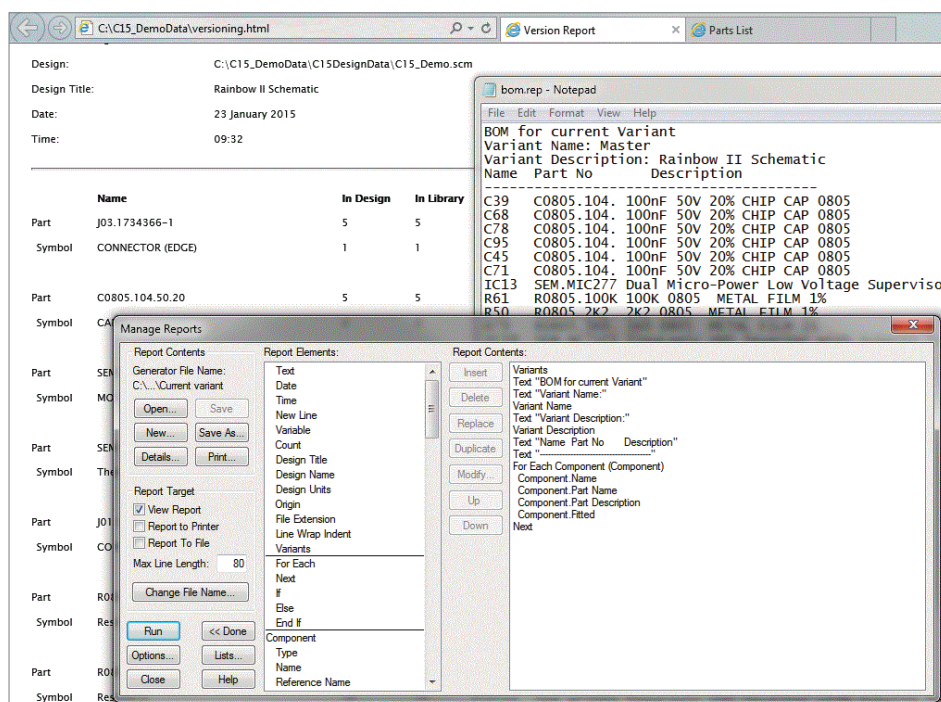 C:\C15_DemoData\versioning.html
Version Report
Parts List
Design: C:\C15_DemoData\C15DesignData\C15_Demo.scm
Design Title: Rainbow II Schematic
Date: 23 January 2015
Time: 09:32
Name In Design In Library
Part J03.1734366-1 5 5
Symbol CONNECTOR (EDGE) 1 1
Part C0805.104.50.20 5 5
Symbol
Part
Symbol
Part
Symbol
Part
Symbol
Part
Symbol
Part
Symbol
bom.rep - Notepad
File Edit Format View Help
BOM for current Variant
Variant Name: Master
Variant Description: Rainbow II Schematic
Name Part No Description
-----------------------------------------
C39 C0805.104. 100nF 50V 20% CHIP CAP 0805
C68 C0805.104. 100nF 50V 20% CHIP CAP 0805
C78 C0805.104. 100nF 50V 20% CHIP CAP 0805
C95 C0805.104. 100nF 50V 20% CHIP CAP 0805
C45 C0805.104. 100nF 50V 20% CHIP CAP 0805
C71 C0805.104. 100nF 50V 20% CHIP CAP 0805
IC13 SEM.MIC277 Dual Micro-Power Low Voltage Superviso
R61 R0805.100K 100K 0805 METAL FILM 1%
R50 R0805.2K2 2K2 0805 METAL FILM 1%
Manage Reports
Report Contents
Generator File Name:
C:\...\Current variant
Open... Save
New... Save As...
Details... Print...
Report Target
View Report
Report to Printer
Report To File
Max Line Length: 80
Change File Name...
Run << Done
Options... Lists...
Close Help
Report Elements:
Text
Date
Time
New Line
Variable
Count
Design Title
Design Name
Design Units
Origin
File Extension
Line Wrap Indent
Variants
For Each
Next
If
Else
End If
Component
Type
Name
Reference Name
Insert
Delete
Replace
Duplicate
Modify...
Up
Down
Report Contents:
Variants
Text "BOM for current Variant"
Text "Variant Name:"
Variant Name
Text "Variant Description:"
Variant Description
Text "Name Part No Description"
Text "-----------------------------------------"
For Each Component (Component)
Component.Name
Component.Part Name
Component.Part Description
Component.Fitted
Next